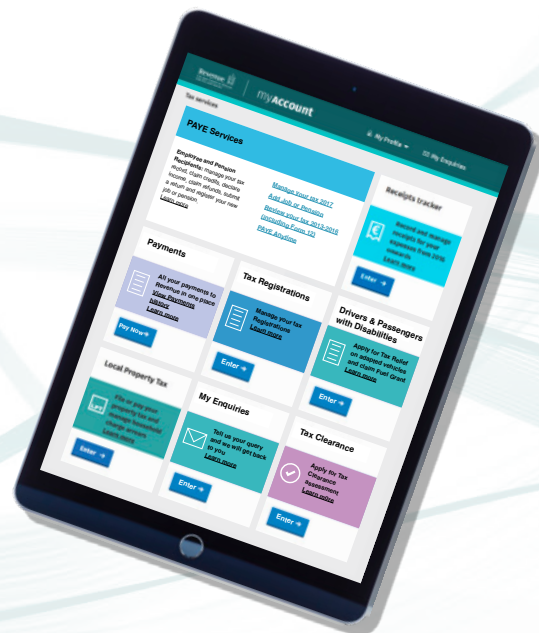 Revenue
myAccount
My Profile
My Enquiries
Tax services
PAYE Services
Employee and Pension
Recipients: manage your tax
record, claim credits, declare
income, claim refunds, submit
a return and register your new
job or pension
Learn more
Manage your tax 2017
Add Job or Pension
Review your tax 2013-2016
(including Form 12)
PAYE Anytime
Receipts tracker
Record and manage
receipts for your
expenses from 2016
onwards
Learn more
Enter →
Payments
All your payments to
Revenue in one place
View Payments
history
Learn more
Pay Now→
Tax Registrations
Manage your tax
Registrations
Learn more
Enter →
Drivers & Passengers
with Disabilities
Apply for Tax Relief
on adapted vehicles
and claim Fuel Grant
Learn more
Enter →
Local Property Tax
LPT
File or pay your
property tax and
manage household
charge arrears
Learn more
Enter →
My Enquiries
Tell us your query
and we will get back
to you
Learn more
Enter →
Tax Clearance
Apply for Tax
Clearance
assessment
Learn more
Enter →